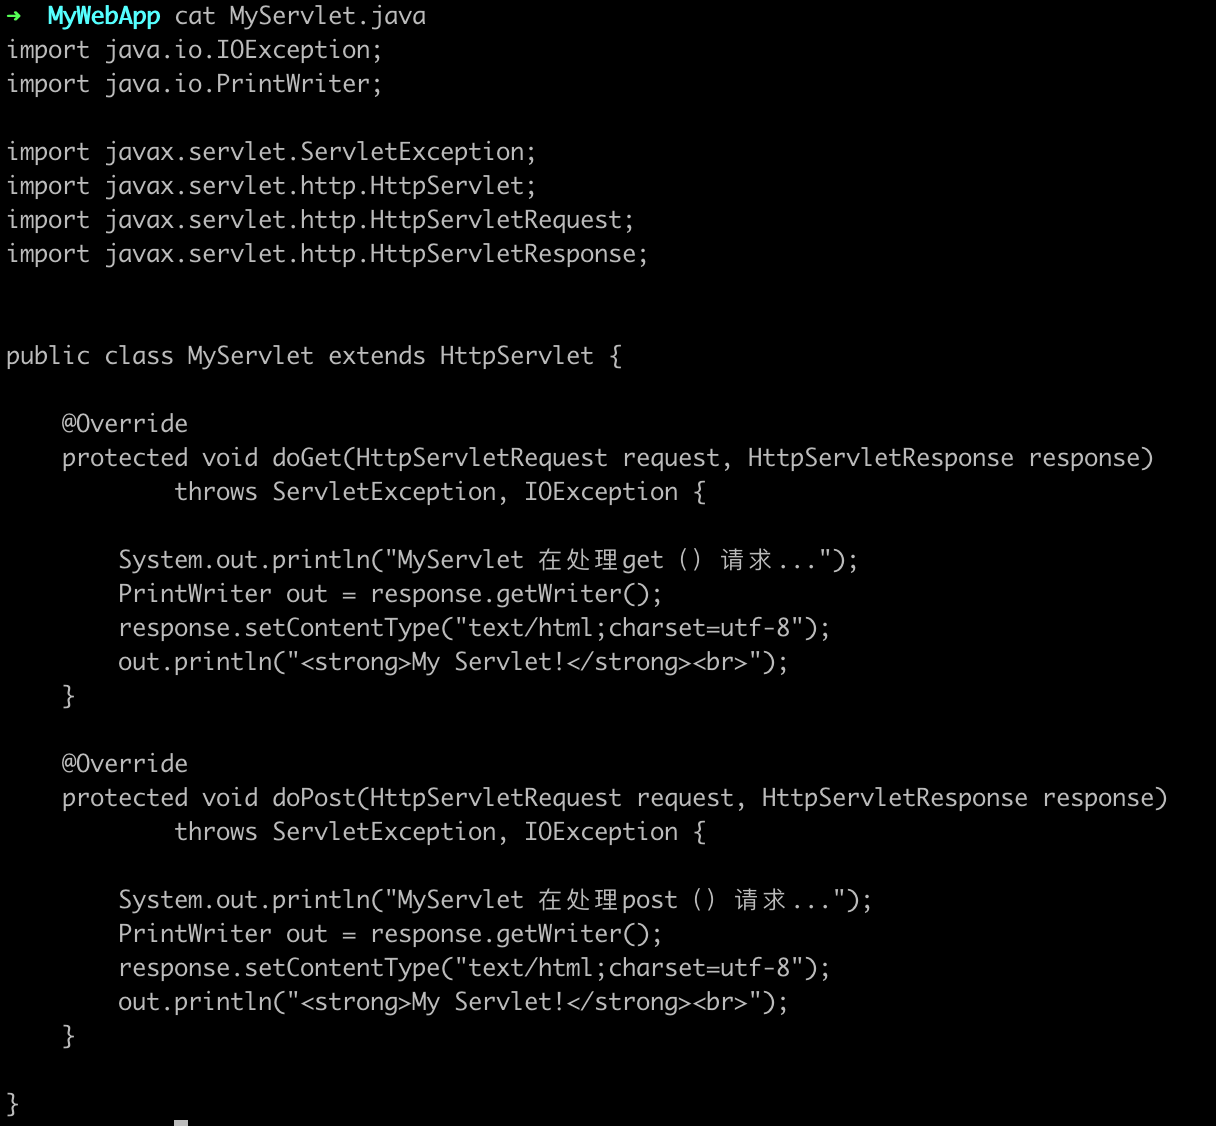 ➜  MyWebApp cat MyServlet.java
import java.io.IOException;
import java.io.PrintWriter;

import javax.servlet.ServletException;
import javax.servlet.http.HttpServlet;
import javax.servlet.http.HttpServletRequest;
import javax.servlet.http.HttpServletResponse;


public class MyServlet extends HttpServlet {

    @Override
    protected void doGet(HttpServletRequest request, HttpServletResponse response)
            throws ServletException, IOException {

        System.out.println("MyServlet 在处理get（）请求...");
        PrintWriter out = response.getWriter();
        response.setContentType("text/html;charset=utf-8");
        out.println("<strong>My Servlet!</strong><br>");
    }

    @Override
    protected void doPost(HttpServletRequest request, HttpServletResponse response)
            throws ServletException, IOException {

        System.out.println("MyServlet 在处理post（）请求...");
        PrintWriter out = response.getWriter();
        response.setContentType("text/html;charset=utf-8");
        out.println("<strong>My Servlet!</strong><br>");
    }

}